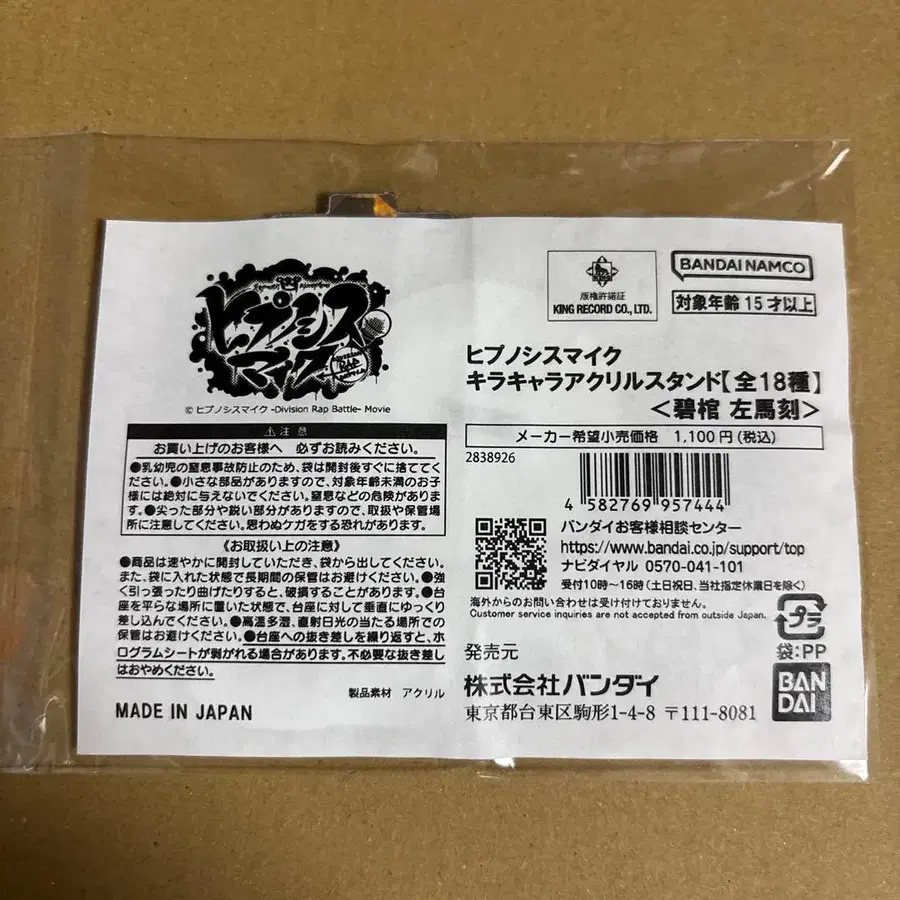 ヒプノシス
マイク
DIVISION
RAP
BATTLE
© ヒプノシスマイク -Division Rap Battle- Movie
⚠注意
お買い上げのお客様へ 必ずお読みください。
●乳幼児の窒息事故防止のため、袋は開封後すぐに捨ててく
ださい。●小さな部品がありますので、対象年齢未満のお子
様には絶対に与えないでください。窒息などの危険がありま
す。●尖った部分や鋭い部分がありますので、取扱や保管場
所に注意してください。思わぬケガをする恐れがあります。
《お取扱い上の注意》
●商品は速やかに開封していただき、袋から出してください。
また、袋に入れた状態で長期間の保管はお避けください。●強
く引っ張ったり曲げたりすると、破損することがあります。●台
座を平らな場所に置いた状態で、台座に対して垂直にゆっくり
差し込んでください。●高温多湿、直射日光の当たる場所での
保管はお避けください。●台座への抜き差しを繰り返すと、ホ
ログラムシートが剥がれる場合があります。不必要な抜き差し
はおやめください。
製品素材 アクリル
MADE IN JAPAN
版権許諾証
KING RECORD CO., LTD.
BANDAI NAMCO
対象年齢 15才以上
ヒプノシスマイク
キラキャラアクリルスタンド【全18種】
<碧棺 左馬刻>
メーカー希望小売価格 1,100円(税込)
2838926
4 582769 957444
バンダイお客様相談センター
https://www.bandai.co.jp/support/top
ナビダイヤル 0570-041-101
受付10時～16時(土日祝日、当社指定休業日を除く)
海外からのお問い合わせは受け付けておりません。
Customer service inquiries are not accepted from outside Japan.
プラ
袋:PP
発売元
株式会社バンダイ
東京都台東区駒形1-4-8 〒111-8081
BAN
DAI